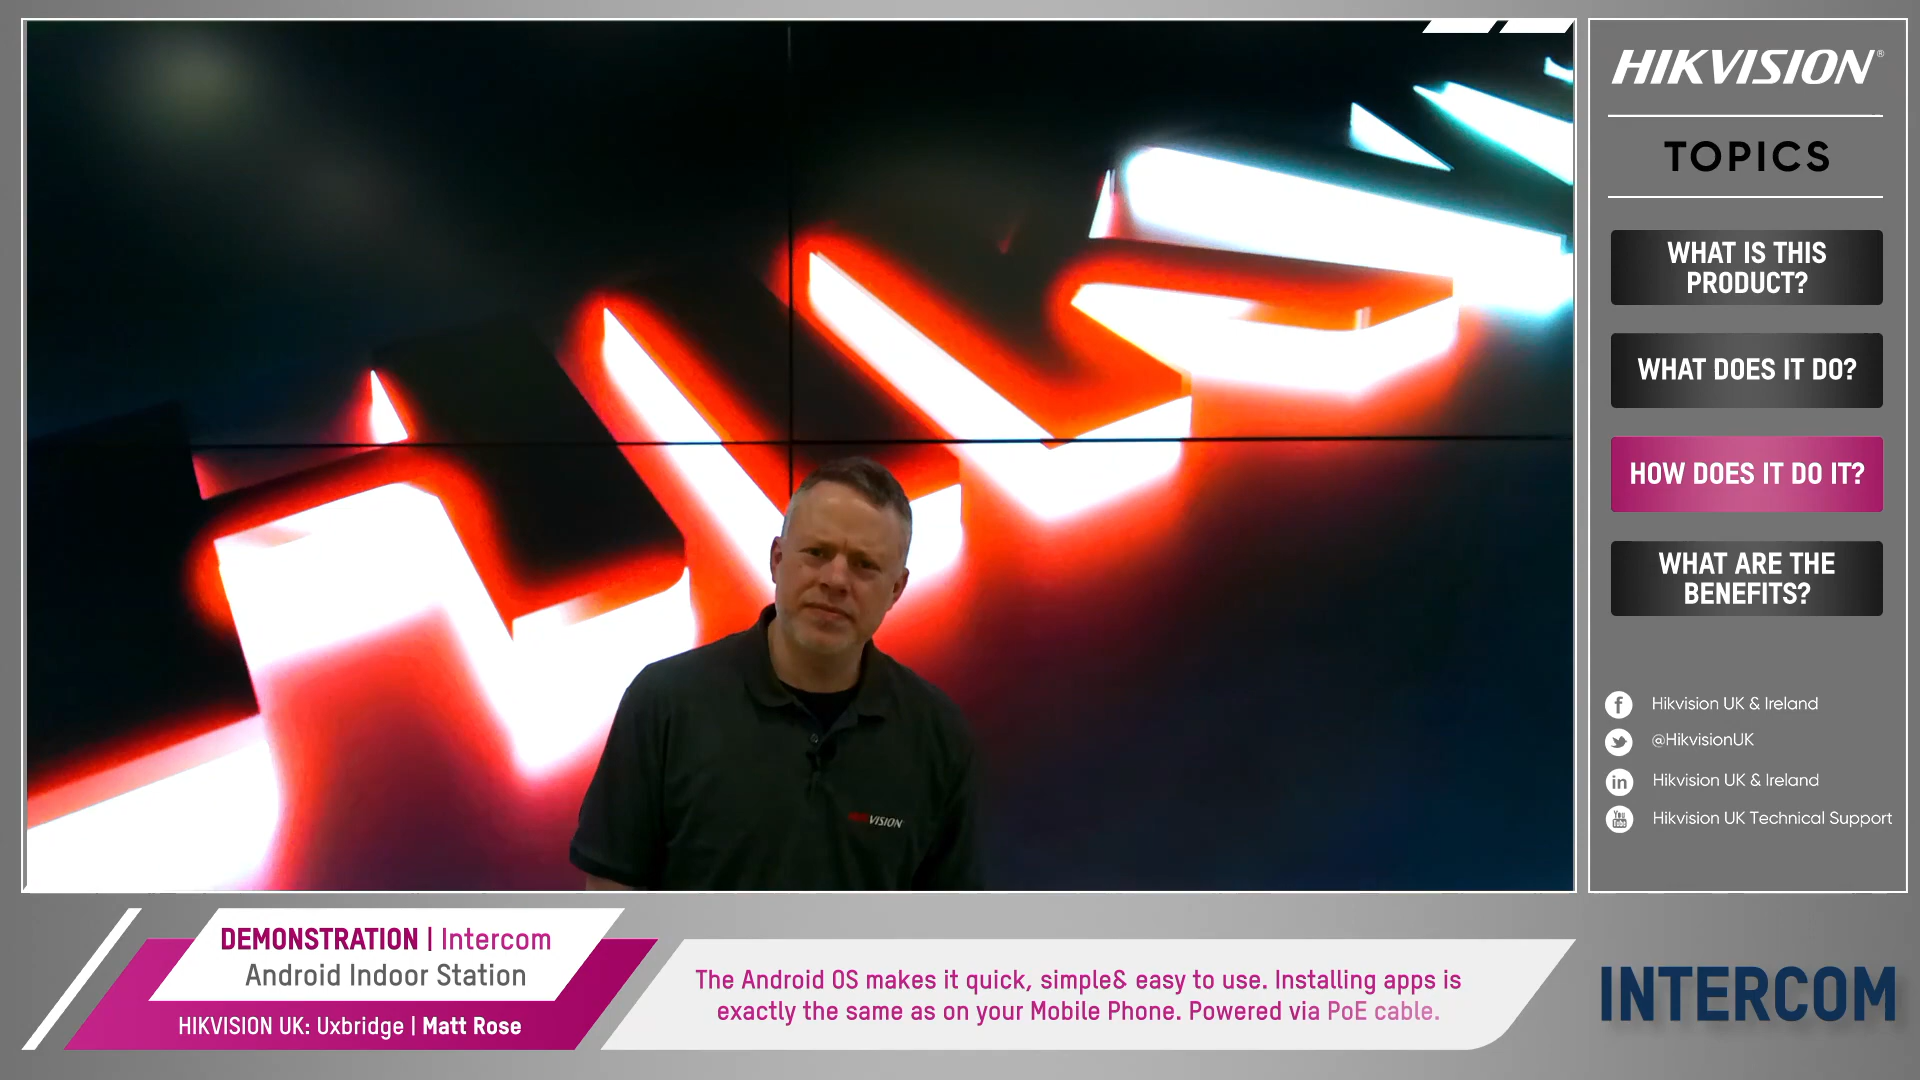 HIKVISION®
TOPICS
WHAT IS THIS
PRODUCT?
WHAT DOES IT DO?
HOW DOES IT DO IT?
WHAT ARE THE
BENEFITS?
Hikvision UK & Ireland
@HikvisionUK
Hikvision UK & Ireland
Hikvision UK Technical Support
HIKVISION
DEMONSTRATION | Intercom
Android Indoor Station
HIKVISION UK: Uxbridge | Matt Rose
The Android OS makes it quick, simple& easy to use. Installing apps is
exactly the same as on your Mobile Phone. Powered via PoE cable.
INTERCOM